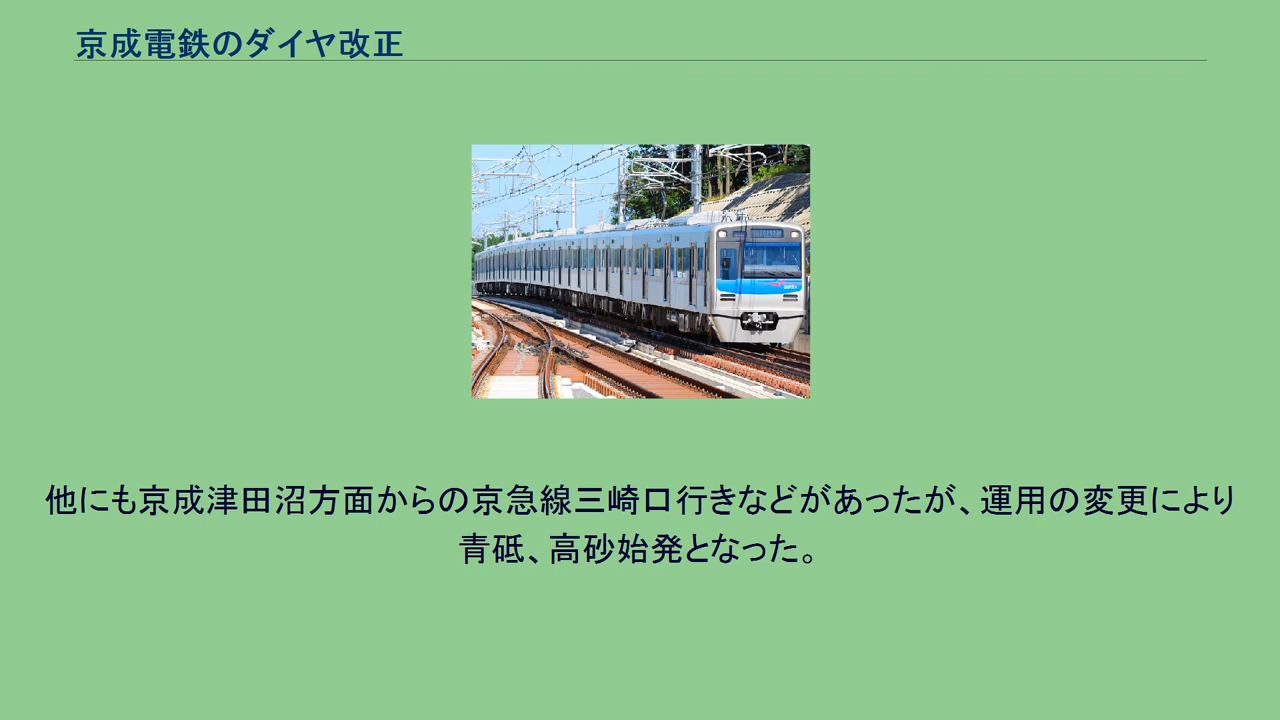 京成電鉄のダイヤ改正
他にも京成津田沼方面からの京急線三崎口行きなどがあったが、運用の変更により
青砥、高砂始発となった。